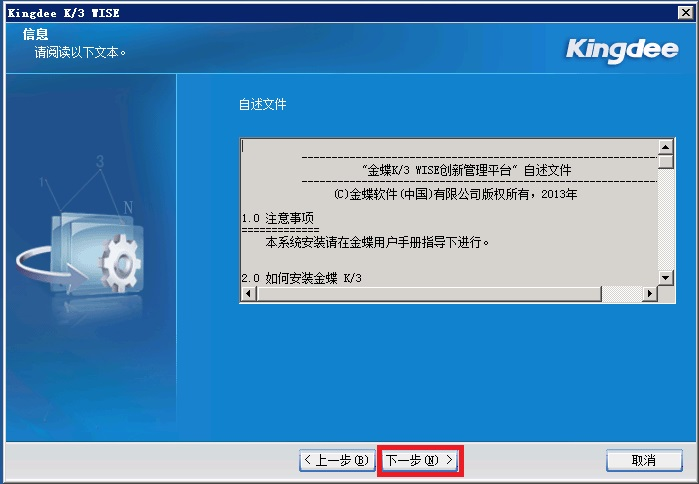 Kingdee K/3 WISE
信息
请阅读以下文本。
Kingdee
自述文件
"金蝶K/3 WISE创新管理平台" 自述文件
(C)金蝶软件(中国)有限公司版权所有，2013年
1.0 注意事项
=============
本系统安装请在金蝶用户手册指导下进行。
2.0 如何安装金蝶 K/3
1
3
N
< 上一步(B)
下一步(N) >
取消